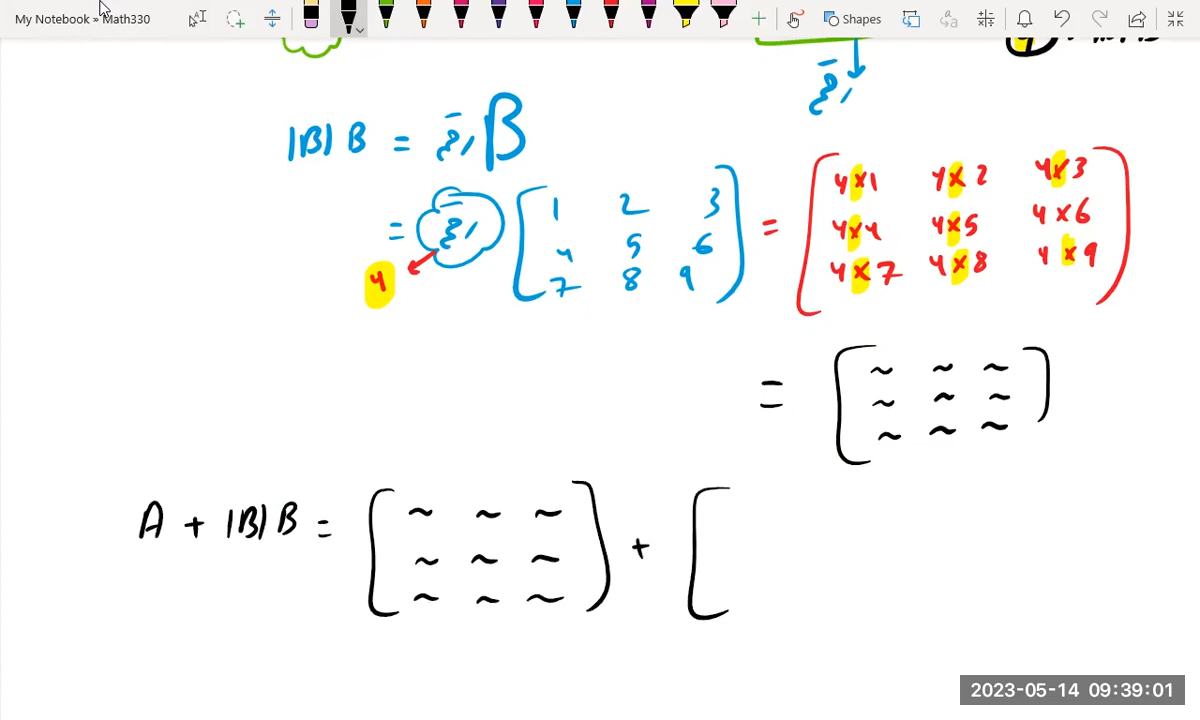 My Notebook » Math330
Shapes
|B| B = ξ₁ B
= ξ₁ [ 1 2 3 = [ 4×1 4×2 4×3 ]
4 5 6 ] 4×4 4×5 4×6
4 7 8 9 4×7 4×8 4×9
= [ ~ ~ ~ ]
~ ~ ~
~ ~ ~
A + |B| B = [ ~ ~ ~ ] + [
~ ~ ~
~ ~ ~
2023-05-14 09:39:01